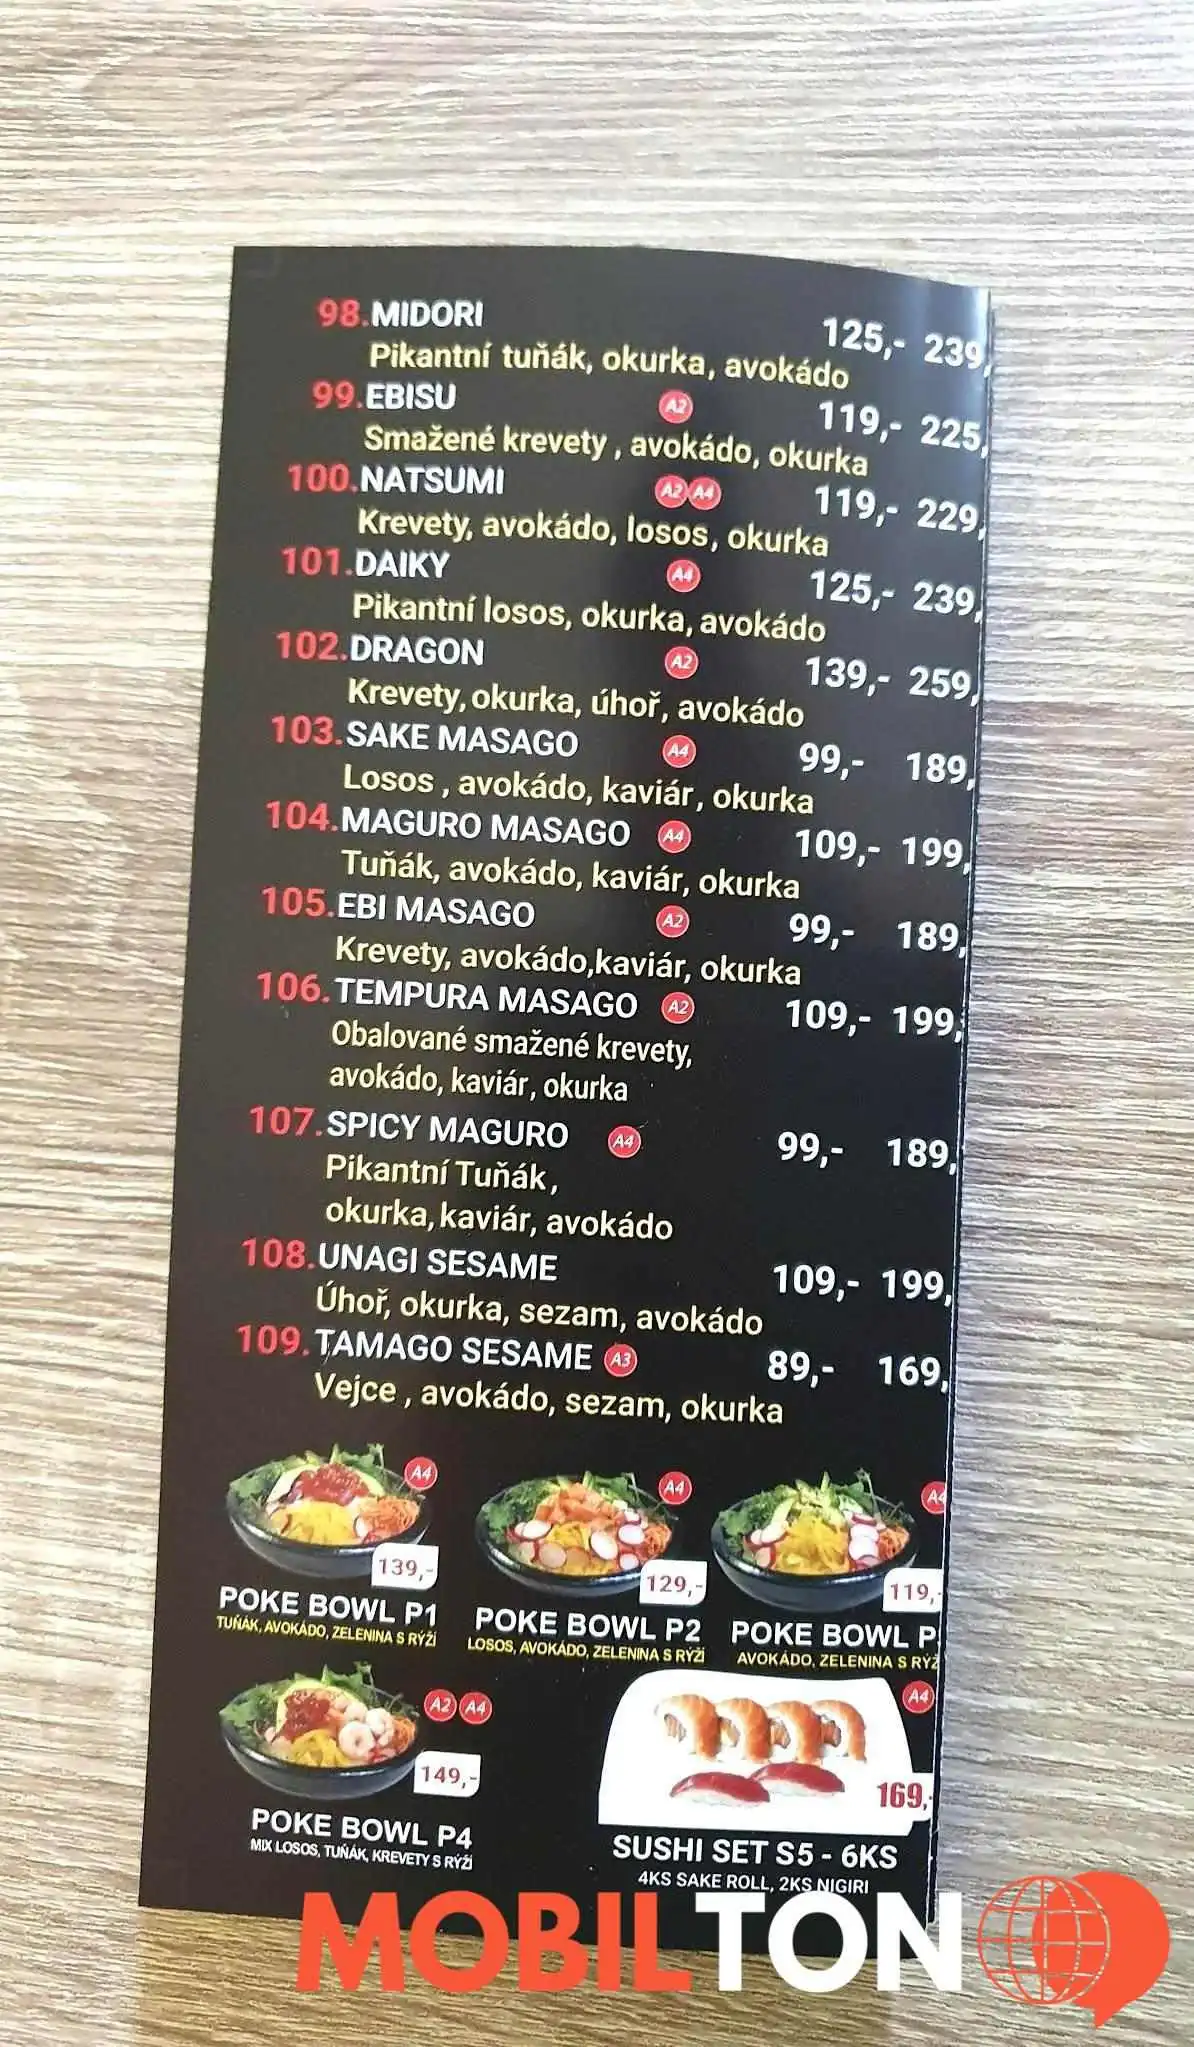 98.MIDORI 125,- 239,
Pikantní tuňák, okurka, avokádo
99.EBISU A2 119,- 225,
Smažené krevety , avokádo, okurka
100.NATSUMI A2 A4 119,- 229,
Krevety, avokádo, losos, okurka
101.DAIKY A4 125,- 239,
Pikantní losos, okurka, avokádo
102.DRAGON A2 139,- 259,
Krevety, okurka, úhoř, avokádo
103.SAKE MASAGO A4 99,- 189,
Losos , avokádo, kaviár, okurka
104.MAGURO MASAGO A4 109,- 199,
Tuňák, avokádo, kaviár, okurka
105.EBI MASAGO A2 99,- 189,
Krevety, avokádo,kaviár, okurka
106.TEMPURA MASAGO A2 109,- 199,
Obalované smažené krevety,
avokádo, kaviár, okurka
107.SPICY MAGURO A4 99,- 189,
Pikantní Tuňák,
okurka, kaviár, avokádo
108.UNAGI SESAME 109,- 199,
Úhoř, okurka, sezam, avokádo
109.TAMAGO SESAME A3 89,- 169,
Vejce , avokádo, sezam, okurka
A4 A4 A4
139,- 129,- 119,-
POKE BOWL P1 POKE BOWL P2 POKE BOWL P
TUŇÁK, AVOKÁDO, ZELENINA S RÝŽÍ LOSOS, AVOKÁDO, ZELENINA S RÝŽÍ AVOKÁDO, ZELENINA S RÝŽ
A2 A4 A4
149,- 169,-
POKE BOWL P4
MIX LOSOS, TUŇÁK, KREVETY S RÝŽÍ
SUSHI SET S5 - 6KS
4KS SAKE ROLL, 2KS NIGIRI
MOBILTON